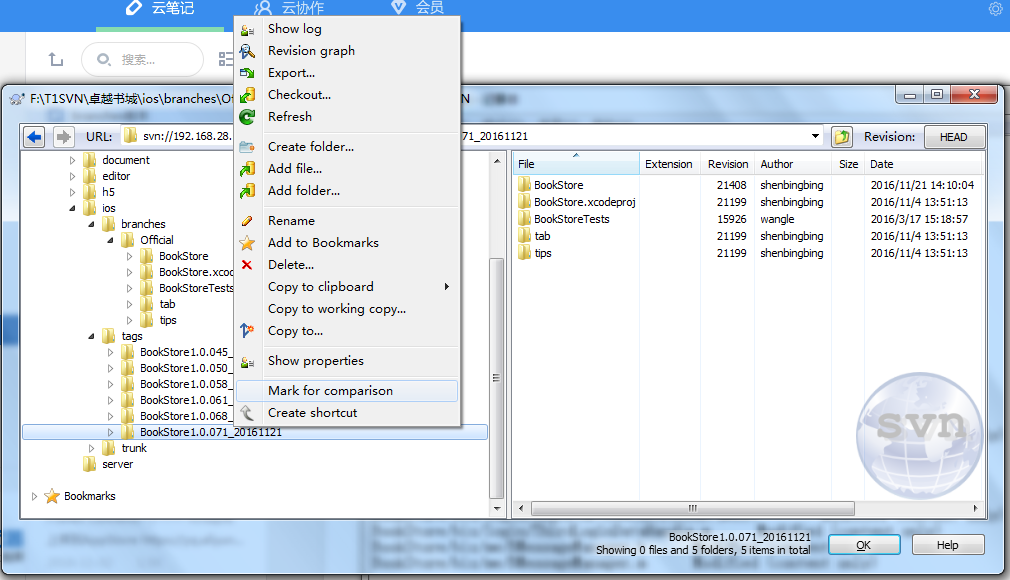 云笔记
云协作
会员
搜索...
F:\T1SVN\卓越书城\ios\branches\Of
N
URL:
svn://192.168.28.
71_20161121
Revision:
HEAD
document
editor
h5
ios
branches
Official
BookStore
BookStore.xcod
BookStoreTests
tab
tips
tags
BookStore1.0.045_
BookStore1.0.050_
BookStore1.0.058_
BookStore1.0.061_
BookStore1.0.068_
BookStore1.0.071_20161121
trunk
server
Bookmarks
Show log
Revision graph
Export...
Checkout...
Refresh
Create folder...
Add file...
Add folder...
Rename
Add to Bookmarks
Delete...
Copy to clipboard
Copy to working copy...
Copy to...
Show properties
Mark for comparison
Create shortcut
File Extension Revision Author Size Date
BookStore 21408 shenbingbing 2016/11/21 14:10:04
BookStore.xcodeproj 21199 shenbingbing 2016/11/4 13:51:13
BookStoreTests 15926 wangle 2016/3/17 15:18:57
tab 21199 shenbingbing 2016/11/4 13:51:13
tips 21199 shenbingbing 2016/11/4 13:51:13
svn
BookStore1.0.071_20161121
Showing 0 files and 5 folders, 5 items in total
OK
Help